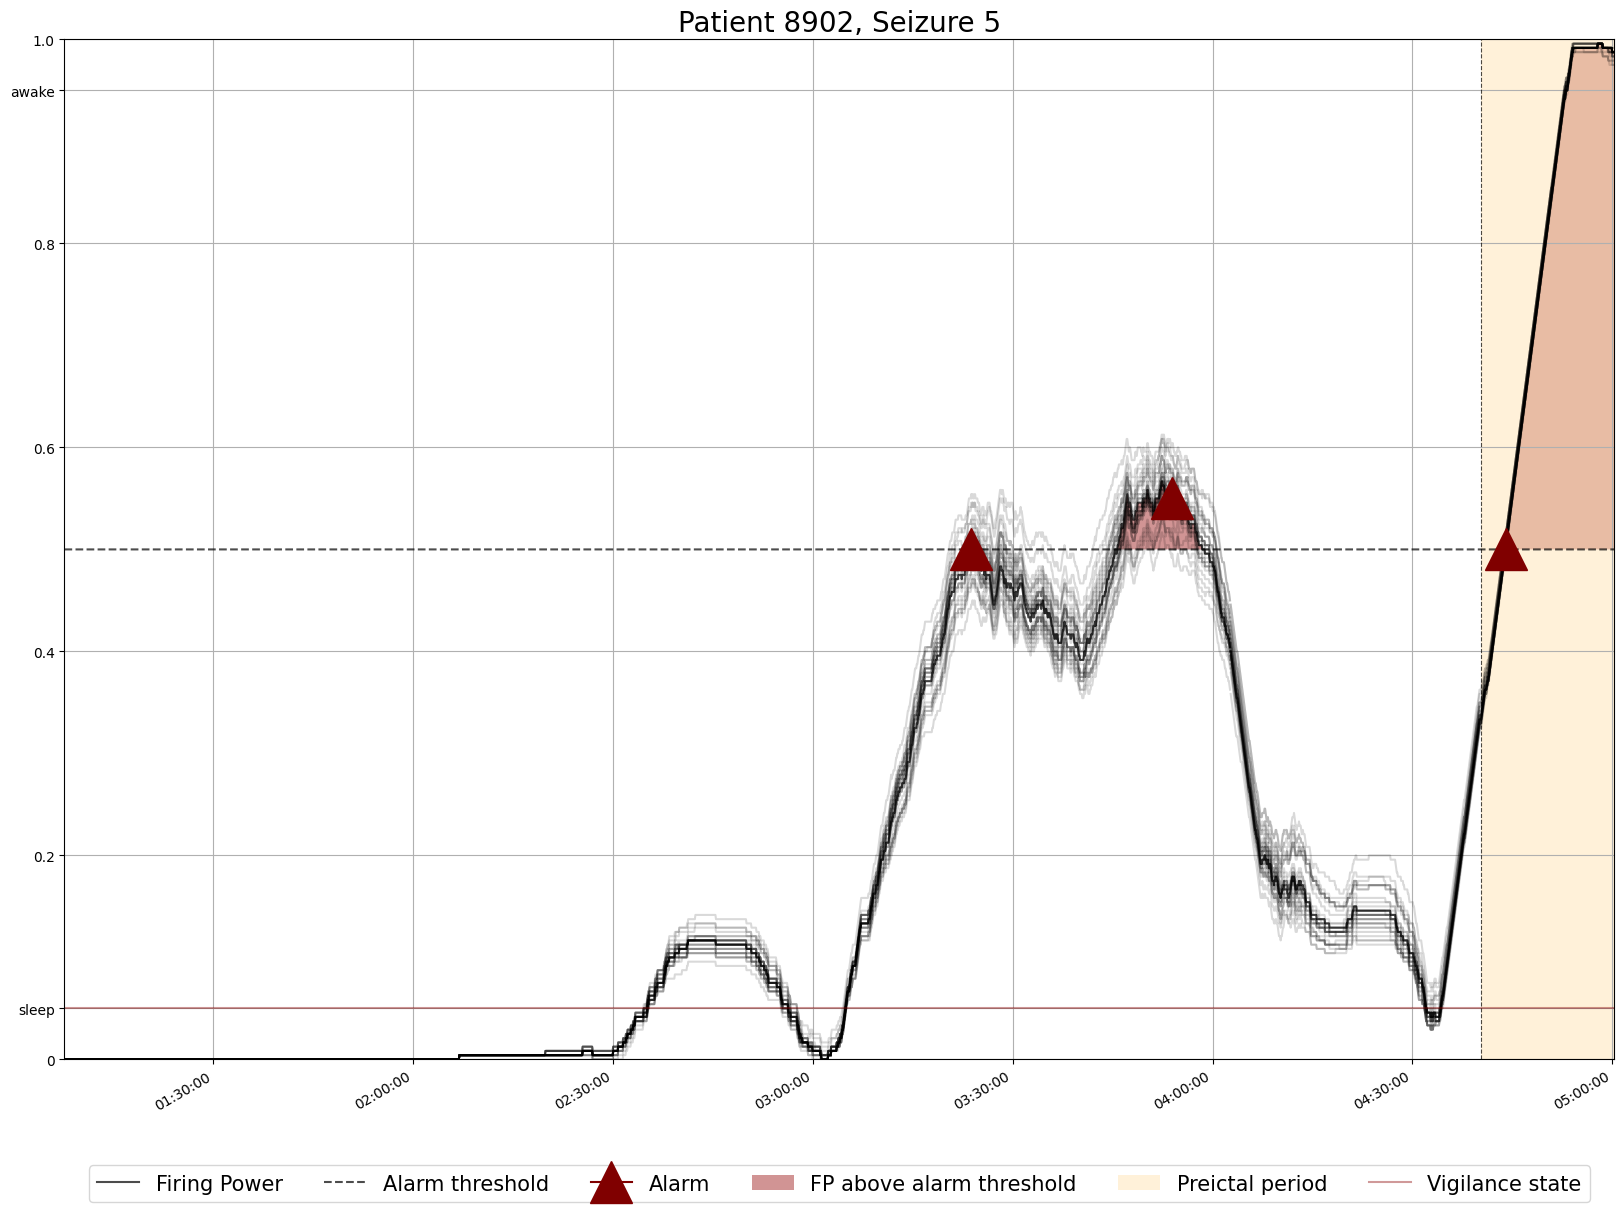 Patient 8902, Seizure 5
1.0
awake
0.8
0.6
0.4
0.2
sleep
0
01:30:00
02:00:00
02:30:00
03:00:00
03:30:00
04:00:00
04:30:00
05:00:00
Firing Power
Alarm threshold
Alarm
FP above alarm threshold
Preictal period
Vigilance state